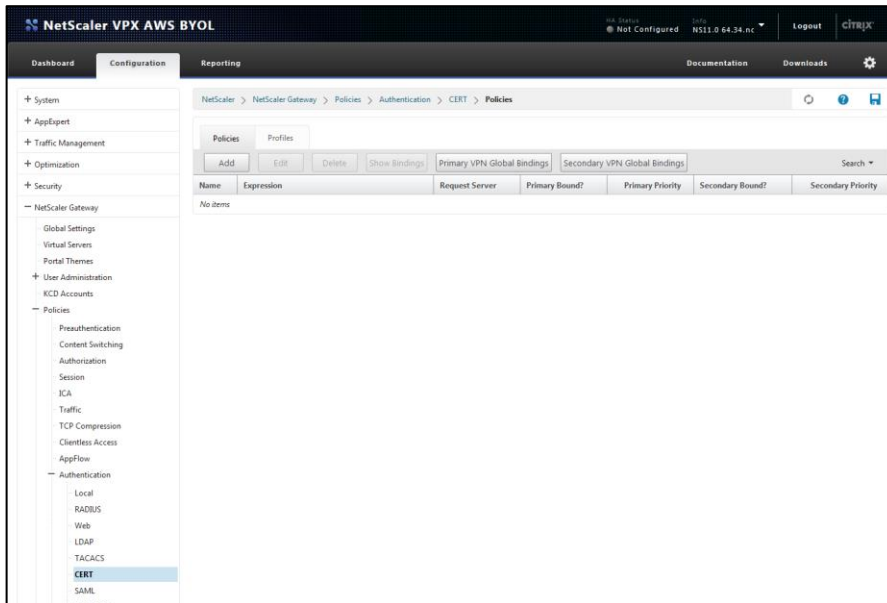 NetScaler VPX AWS BYOL
HA Status
Not Configured
Info
NS11.0 64.34.nc
Logout
CITRIX
Dashboard
Configuration
Reporting
Documentation
Downloads
+ System
+ AppExpert
+ Traffic Management
+ Optimization
+ Security
− NetScaler Gateway
Global Settings
Virtual Servers
Portal Themes
+ User Administration
KCD Accounts
− Policies
Preauthentication
Content Switching
Authorization
Session
ICA
Traffic
TCP Compression
Clientless Access
AppFlow
− Authentication
Local
RADIUS
Web
LDAP
TACACS
CERT
SAML
NetScaler > NetScaler Gateway > Policies > Authentication > CERT > Policies
Policies
Profiles
Add
Edit
Delete
Show Bindings
Primary VPN Global Bindings
Secondary VPN Global Bindings
Search
Name
Expression
Request Server
Primary Bound?
Primary Priority
Secondary Bound?
Secondary Priority
No items